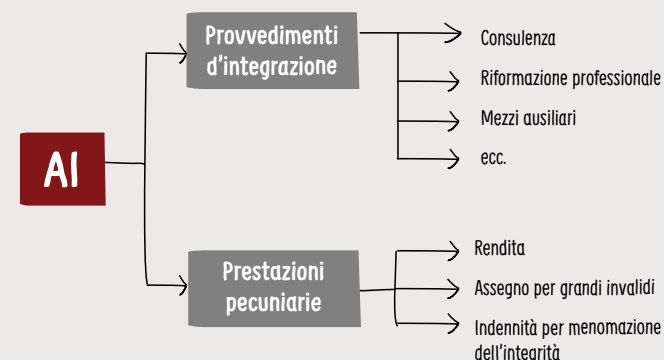 AI
Provvedimenti
d'integrazione
Consulenza
Riformazione professionale
Mezzi ausiliari
ecc.
Prestazioni
pecuniarie
Rendita
Assegno per grandi invalidi
Indennità per menomazione
dell'integrità